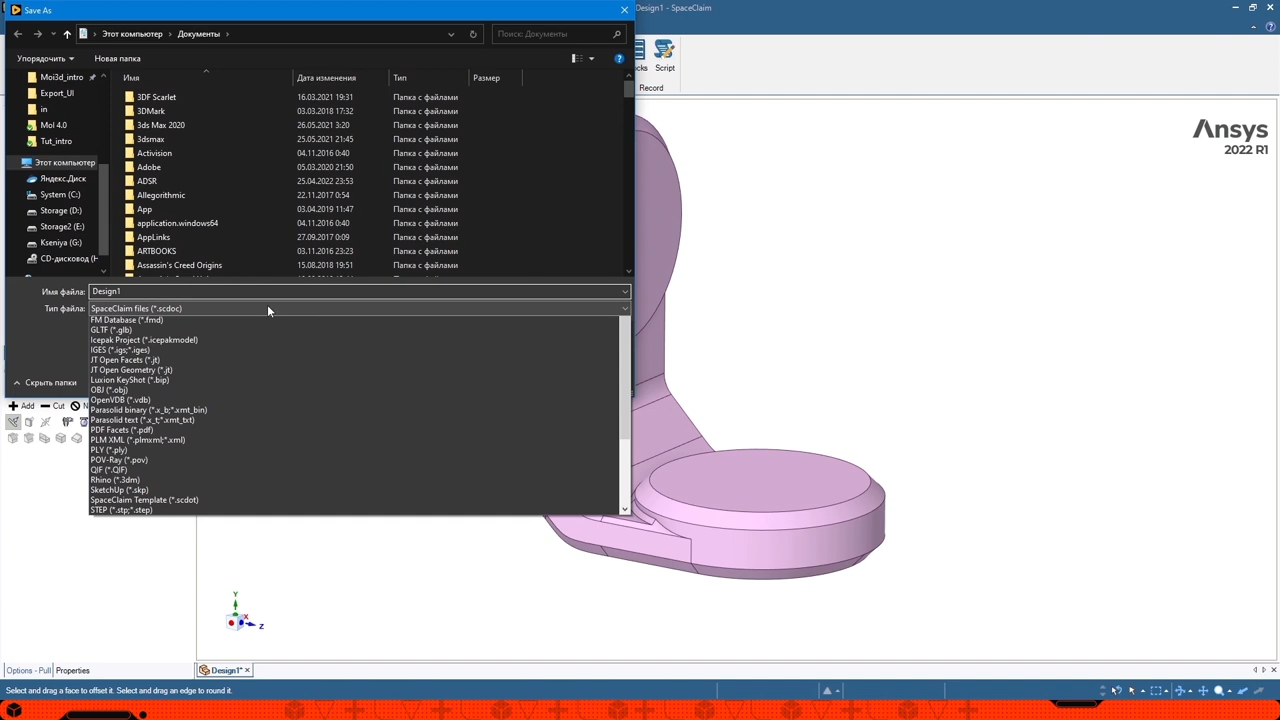 Save As
Design1 - SpaceClaim
Этот компьютер
Документы
Поиск: Документы
Упорядочить
Новая папка
Script
Record
Moi3d_intro
Export_UI
in
MoI 4.0
Tut_intro
Этот компьютер
Яндекс.Диск
System (C:)
Storage (D:)
Storage2 (E:)
Kseniya (G:)
CD-дисковод (H
Имя Дата изменения Тип Размер
3DF Scarlet 16.03.2021 19:31 Папка с файлами
3DMark 03.03.2018 17:32 Папка с файлами
3ds Max 2020 26.05.2021 3:20 Папка с файлами
3dsmax 25.05.2021 21:45 Папка с файлами
Activision 04.11.2016 0:40 Папка с файлами
Adobe 05.03.2020 21:50 Папка с файлами
ADSR 25.04.2022 23:53 Папка с файлами
Allegorithmic 22.11.2017 0:54 Папка с файлами
App 03.04.2019 11:47 Папка с файлами
application.windows64 04.11.2016 0:40 Папка с файлами
AppLinks 27.09.2017 0:09 Папка с файлами
ARTBOOKS 03.11.2016 23:23 Папка с файлами
Assassin's Creed Origins 15.08.2018 19:51 Папка с файлами
Ansys
2022 R1
Имя файла: Design1
Тип файла: SpaceClaim files (*.scdoc)
FM Database (*.fmd)
GLTF (*.glb)
Icepak Project (*.icepakmodel)
IGES (*.igs;*.iges)
JT Open Facets (*.jt)
JT Open Geometry (*.jt)
Luxion KeyShot (*.bip)
OBJ (*.obj)
OpenVDB (*.vdb)
Parasolid binary (*.x_b;*.xmt_bin)
Parasolid text (*.x_t;*.xmt_txt)
PDF Facets (*.pdf)
PLM XML (*.plmxml;*.xml)
PLY (*.ply)
POV-Ray (*.pov)
QIF (*.QIF)
Rhino (*.3dm)
SketchUp (*.skp)
SpaceClaim Template (*.scdot)
STEP (*.stp;*.step)
Скрыть папки
Add Cut
Y
X
Z
Options - Pull Properties
Design1*
Select and drag a face to offset it. Select and drag an edge to round it.